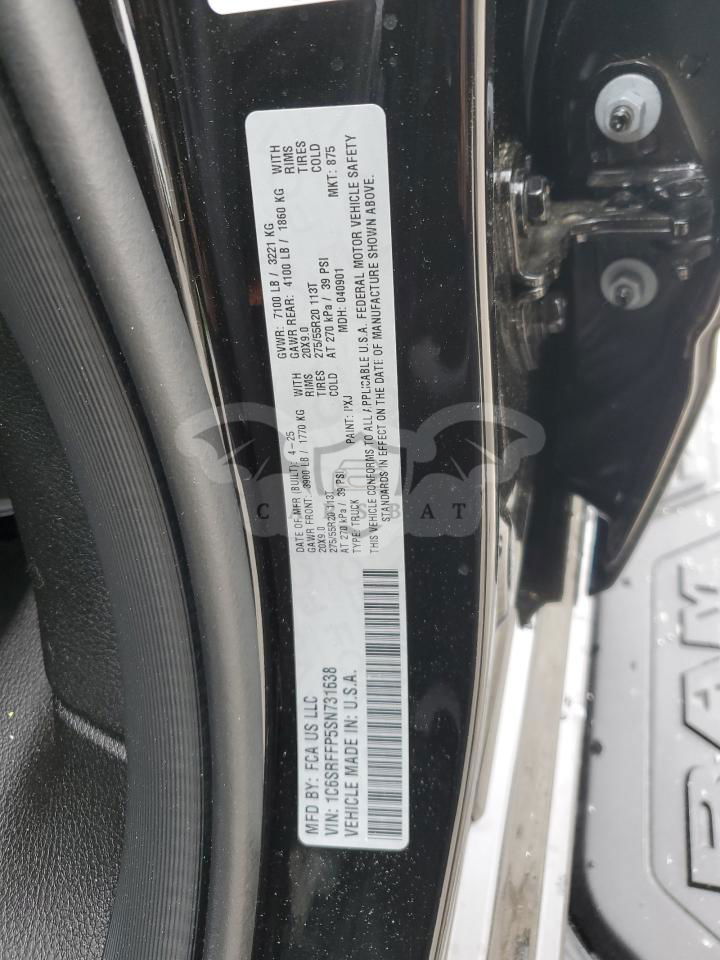 MFD BY: FCA US LLC
VIN: 1C6SRFFP5SN731638
VEHICLE MADE IN: U.S.A.
DATE OF MFR (BUILT): 4-25
GAWR FRONT: 3900 LB / 1770 KG WITH
20X9.0 RIMS
275/55R20 113T TIRES
AT 270 kPa / 39 PSI COLD
TYPE: TRUCK PAINT: PXJ
GVWR: 7100 LB / 3221 KG
GAWR REAR: 4100 LB / 1860 KG WITH
20X9.0 RIMS
275/55R20 113T TIRES
AT 270 kPa / 39 PSI COLD
MDH: 040901 MKT: 875
THIS VEHICLE CONFORMS TO ALL APPLICABLE U.S.A. FEDERAL MOTOR VEHICLE SAFETY
STANDARDS IN EFFECT ON THE DATE OF MANUFACTURE SHOWN ABOVE.
RAM